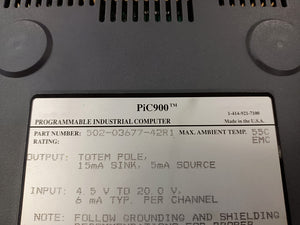 PiC900™
PROGRAMMABLE INDUSTRIAL COMPUTER
1-414-921-7100
Made in the U.S.A.
PART NUMBER: 502-03677-42R1 MAX. AMBIENT TEMP. 55C
RATING: EMC
OUTPUT: TOTEM POLE,
15mA SINK, 5mA SOURCE
INPUT: 4.5 V TO 20.0 V,
6 mA TYP. PER CHANNEL
NOTE: FOLLOW GROUNDING AND SHIELDING